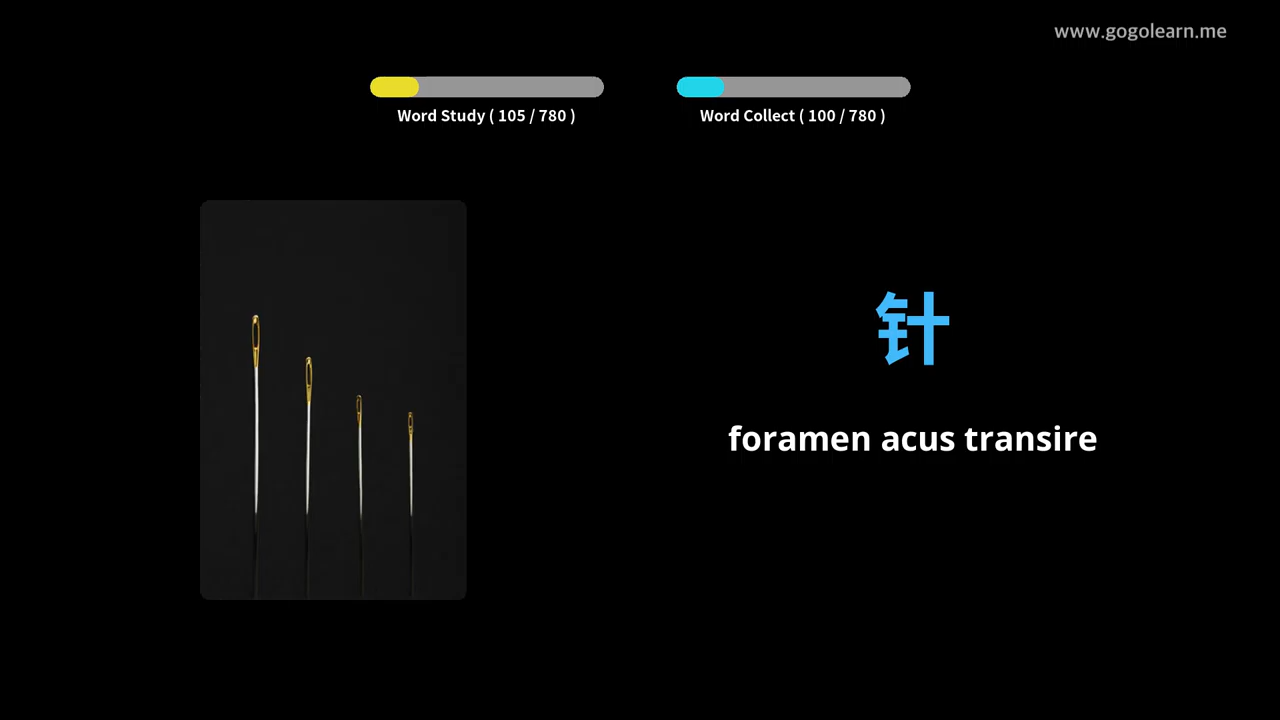 www.gogolearn.me
Word Study ( 105 / 780 )
Word Collect ( 100 / 780 )
针
foramen acus transire